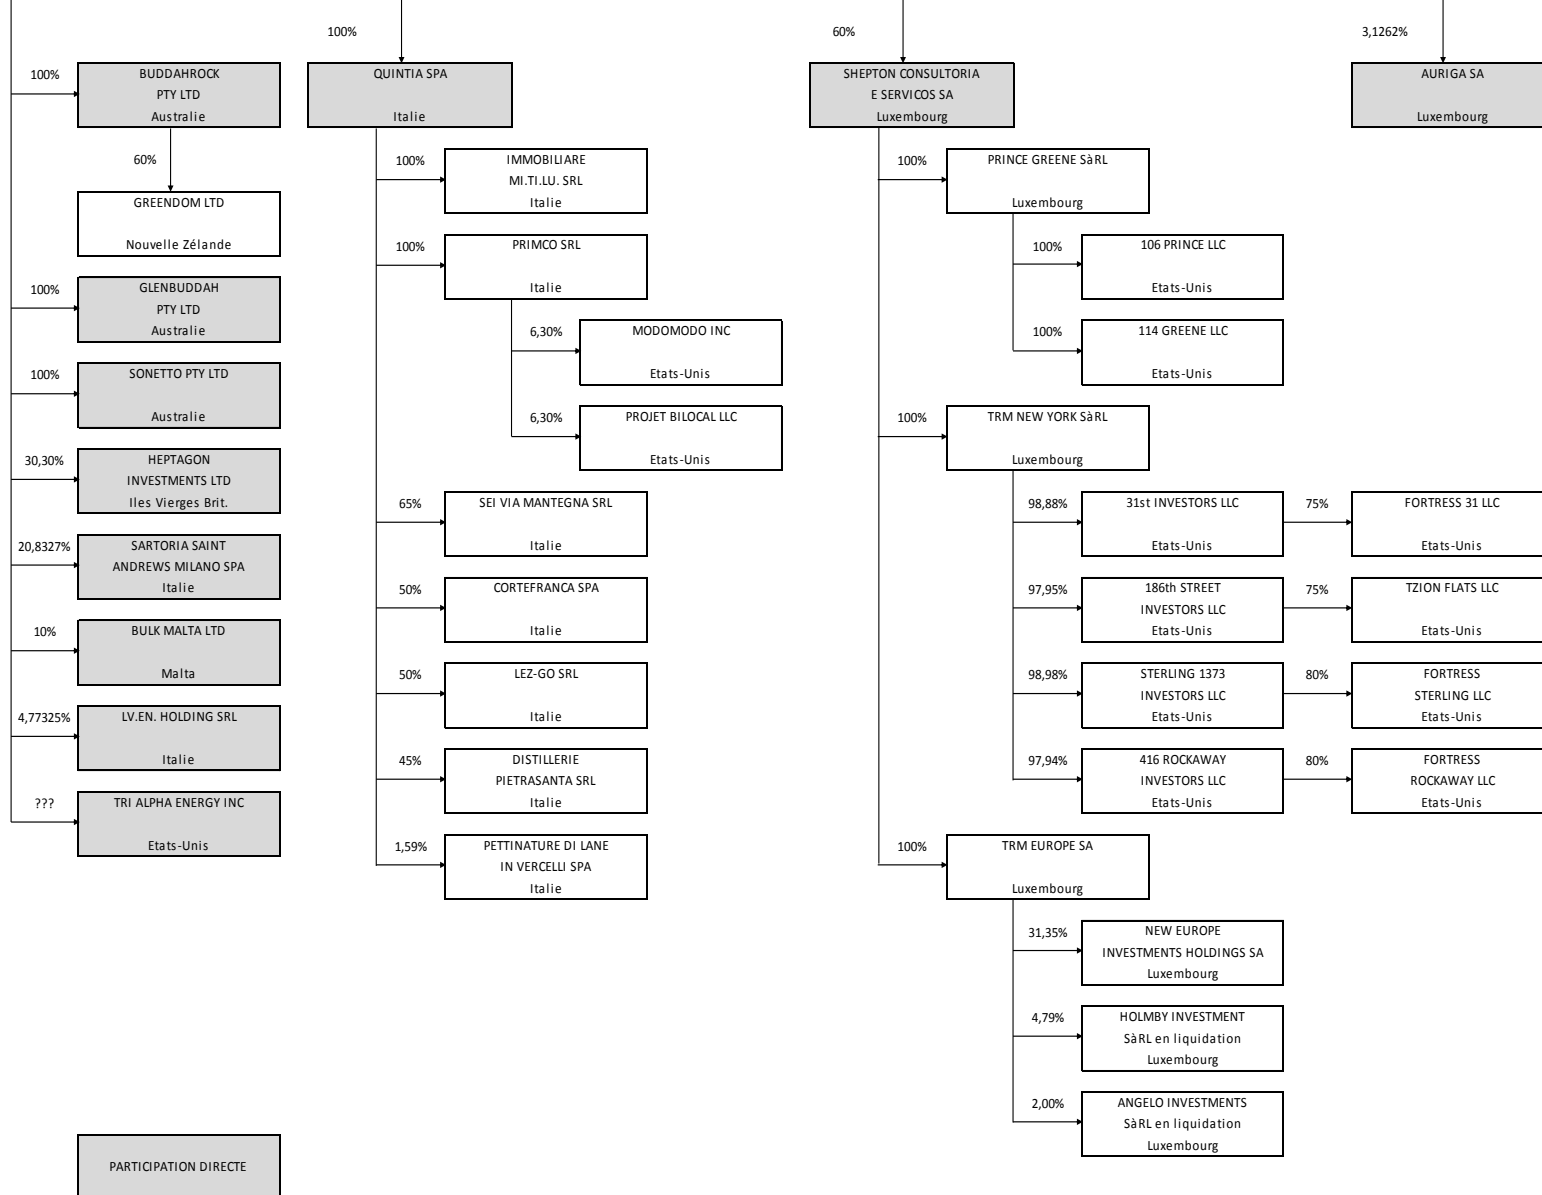 100%
60%
3,1262%
100%
BUDDAHROCK
PTY LTD
Australie
QUINTIA SPA
Italie
SHEPTON CONSULTORIA
E SERVICOS SA
Luxembourg
AURIGA SA
Luxembourg
60%
GREENDOM LTD
Nouvelle Zélande
100%
GLENBUDDAH
PTY LTD
Australie
100%
SONETTO PTY LTD
Australie
30,30%
HEPTAGON
INVESTMENTS LTD
Iles Vierges Brit.
20,8327%
SARTORIA SAINT
ANDREWS MILANO SPA
Italie
10%
BULK MALTA LTD
Malta
4,77325%
LV.EN. HOLDING SRL
Italie
???
TRI ALPHA ENERGY INC
Etats-Unis
100%
IMMOBILIARE
MI.TI.LU. SRL
Italie
100%
PRIMCO SRL
Italie
6,30%
MODOMODO INC
Etats-Unis
6,30%
PROJET BILOCAL LLC
Etats-Unis
65%
SEI VIA MANTEGNA SRL
Italie
50%
CORTEFRANCA SPA
Italie
50%
LEZ-GO SRL
Italie
45%
DISTILLERIE
PIETRASANTA SRL
Italie
1,59%
PETTINATURE DI LANE
IN VERCELLI SPA
Italie
100%
PRINCE GREENE SàRL
Luxembourg
100%
106 PRINCE LLC
Etats-Unis
100%
114 GREENE LLC
Etats-Unis
100%
TRM NEW YORK SàRL
Luxembourg
98,88%
31st INVESTORS LLC
Etats-Unis
75%
FORTRESS 31 LLC
Etats-Unis
97,95%
186th STREET
INVESTORS LLC
Etats-Unis
75%
TZION FLATS LLC
Etats-Unis
98,98%
STERLING 1373
INVESTORS LLC
Etats-Unis
80%
FORTRESS
STERLING LLC
Etats-Unis
97,94%
416 ROCKAWAY
INVESTORS LLC
Etats-Unis
80%
FORTRESS
ROCKAWAY LLC
Etats-Unis
100%
TRM EUROPE SA
Luxembourg
31,35%
NEW EUROPE
INVESTMENTS HOLDINGS SA
Luxembourg
4,79%
HOLMBY INVESTMENT
SàRL en liquidation
Luxembourg
2,00%
ANGELO INVESTMENTS
SàRL en liquidation
Luxembourg
PARTICIPATION DIRECTE